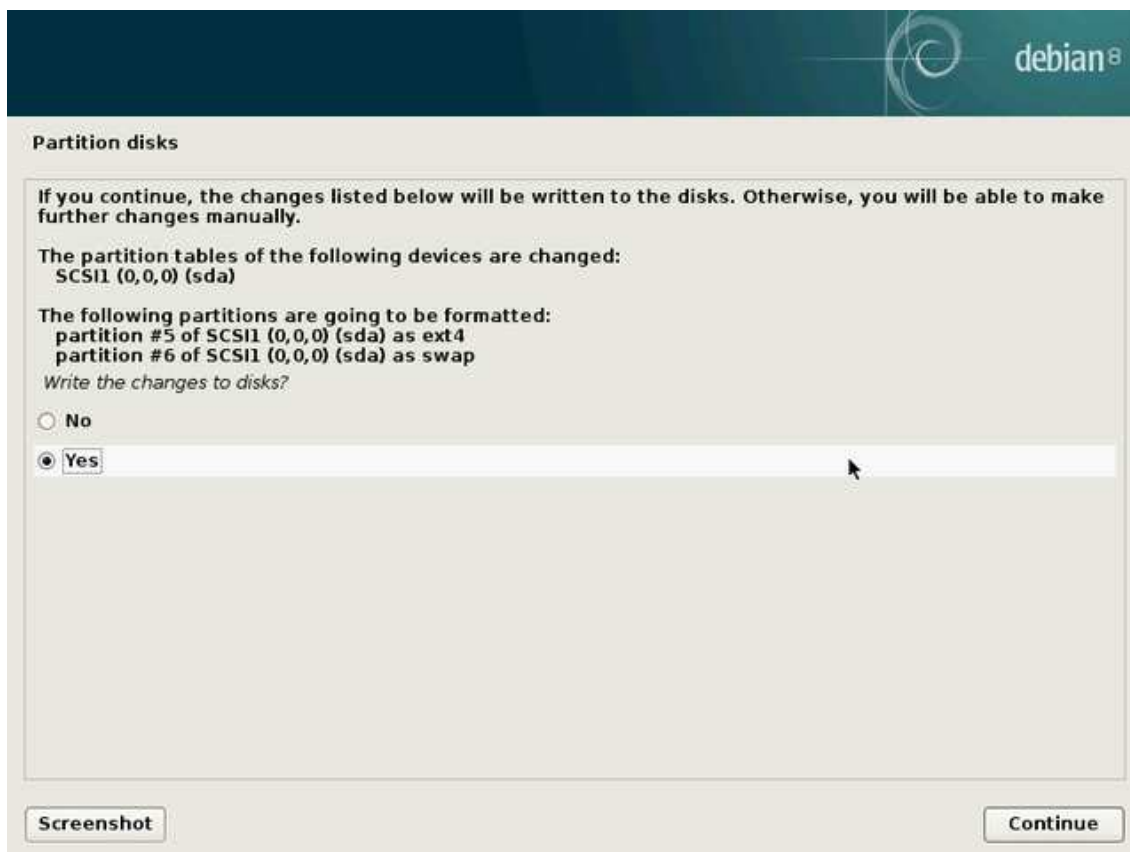 debian 8
Partition disks
If you continue, the changes listed below will be written to the disks. Otherwise, you will be able to make
further changes manually.
The partition tables of the following devices are changed:
SCSI1 (0,0,0) (sda)
The following partitions are going to be formatted:
partition #5 of SCSI1 (0,0,0) (sda) as ext4
partition #6 of SCSI1 (0,0,0) (sda) as swap
Write the changes to disks?
No
Yes
Screenshot
Continue